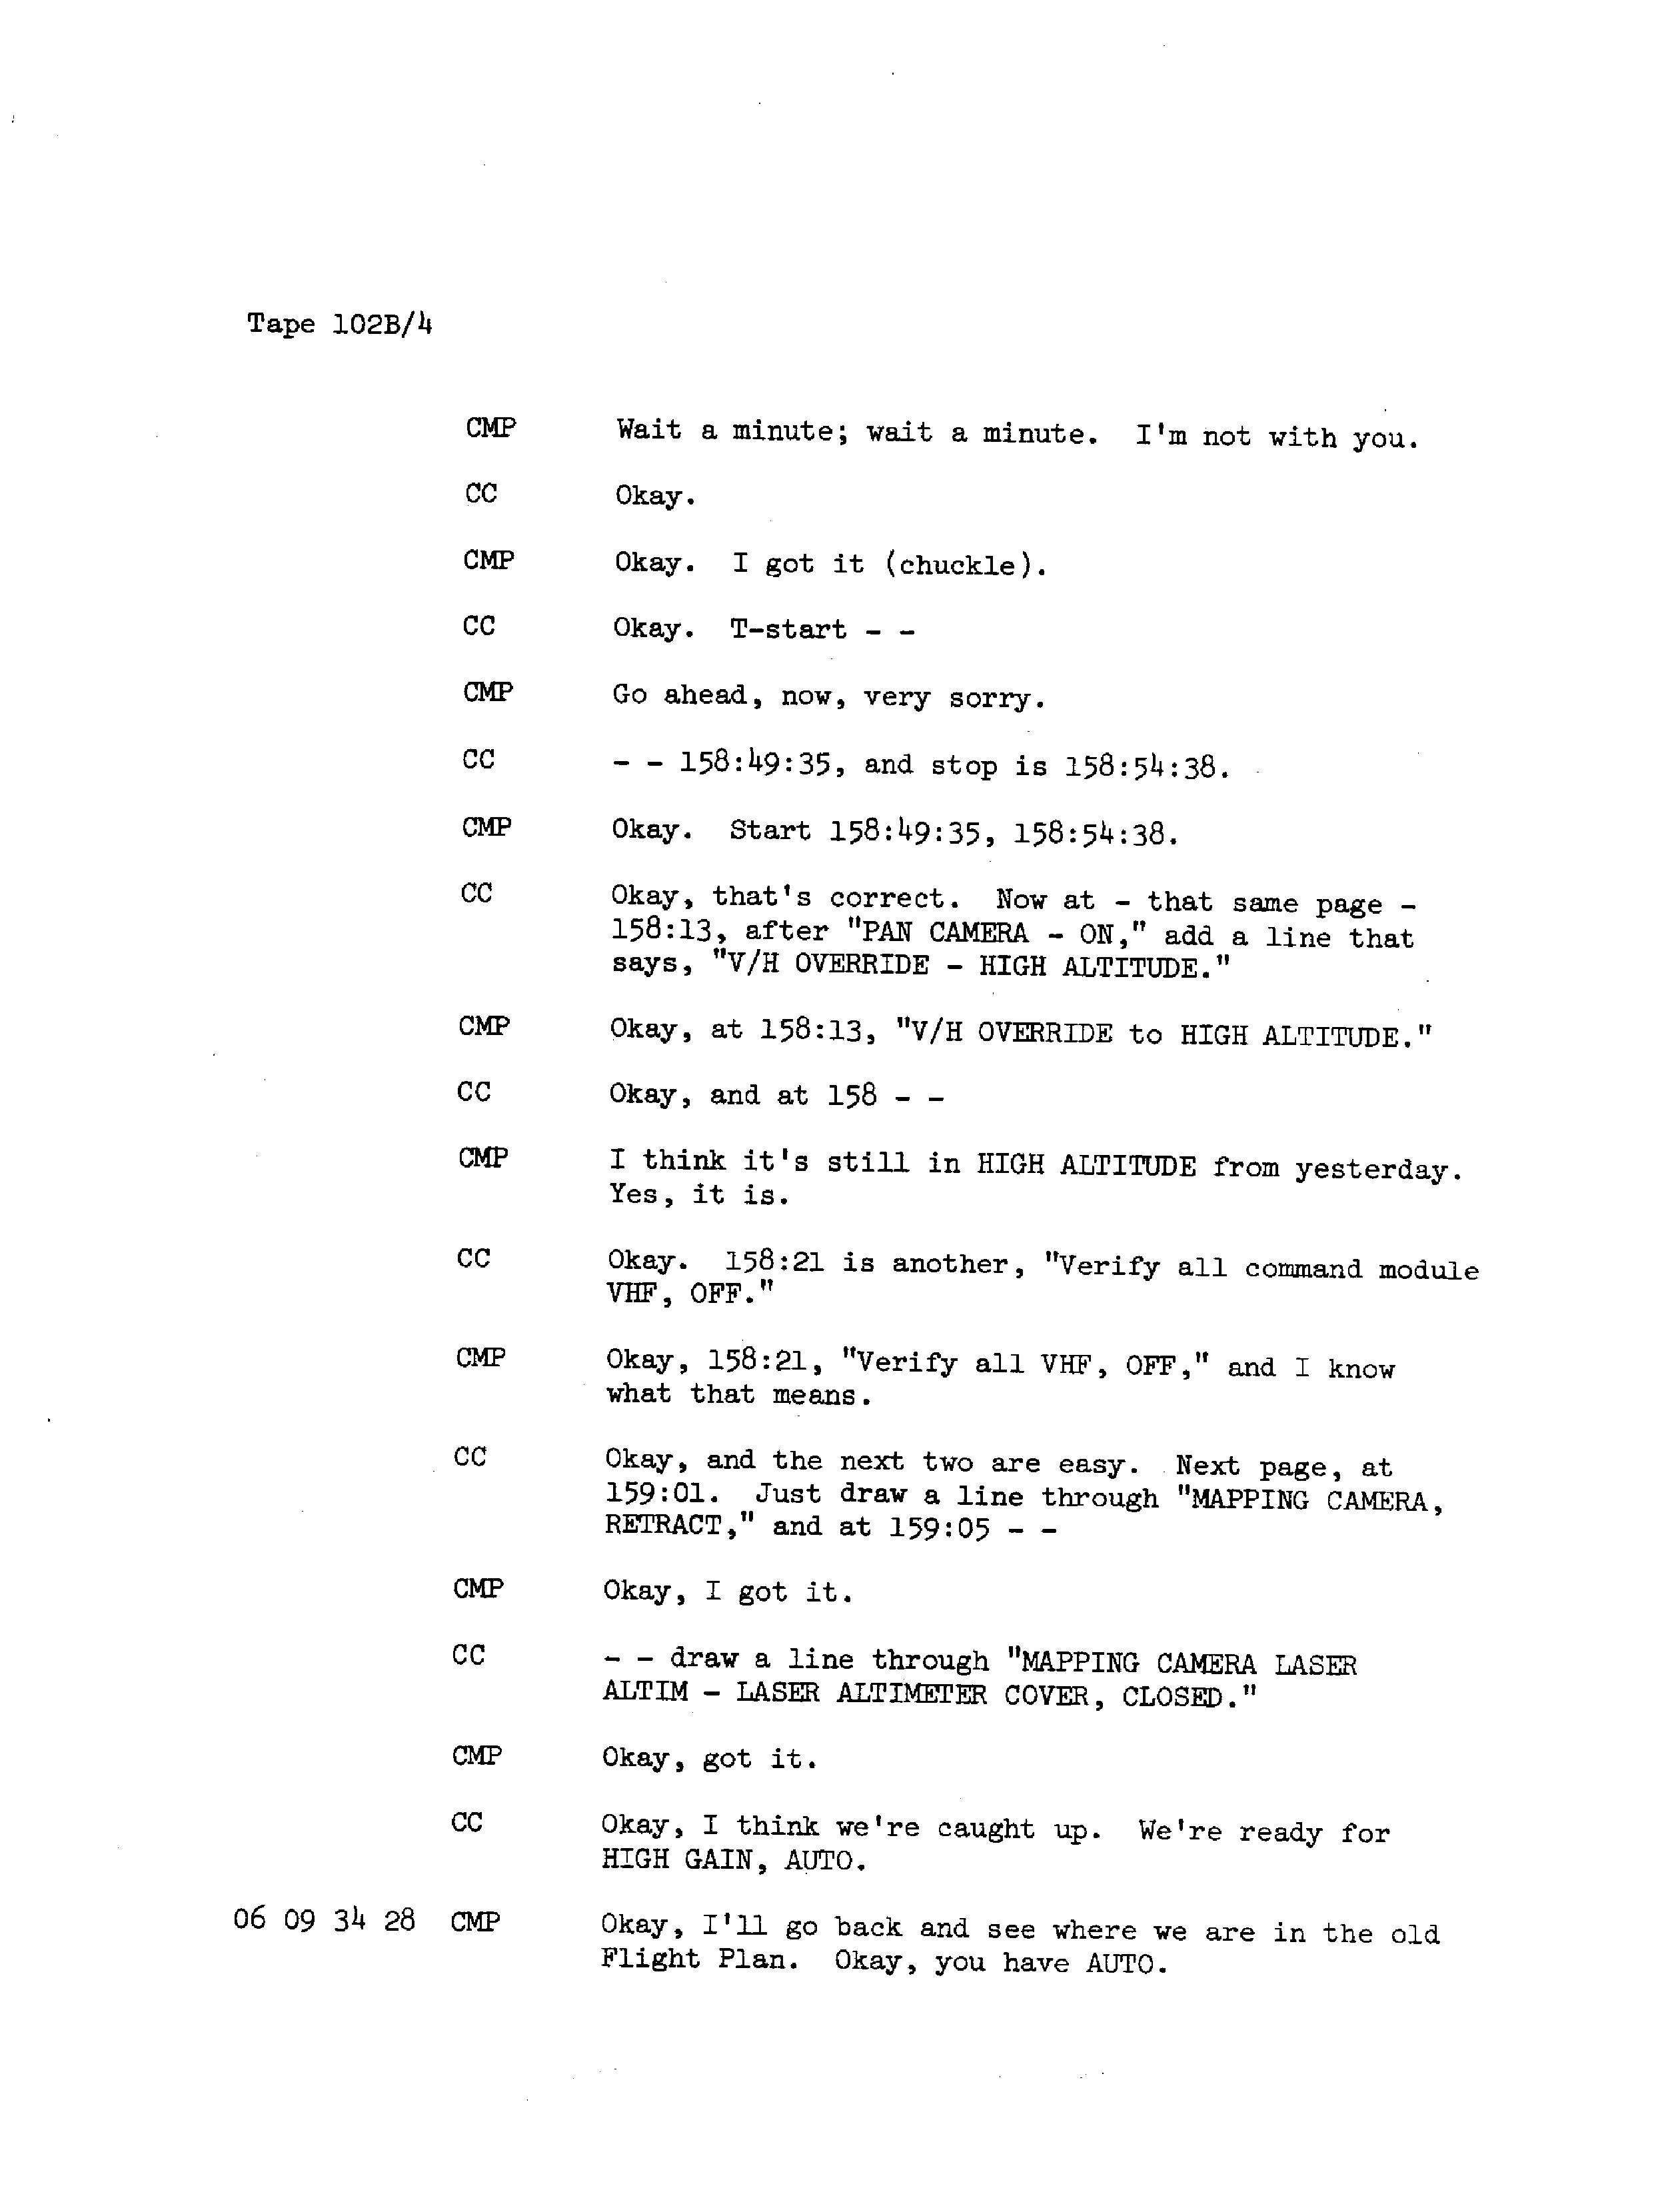 Tape 102B/4
CMP Wait a minute; wait a minute. I'm not with you.
CC Okay.
CMP Okay. I got it (chuckle).
CC Okay. T-start - -
CMP Go ahead, now, very sorry.
CC - - 158:49:35, and stop is 158:54:38.
CMP Okay. Start 158:49:35, 158:54:38.
CC Okay, that's correct. Now at - that same page -
158:13, after "PAN CAMERA - ON," add a line that
says, "V/H OVERRIDE - HIGH ALTITUDE."
CMP Okay, at 158:13, "V/H OVERRIDE to HIGH ALTITUDE."
CC Okay, and at 158 - -
CMP I think it's still in HIGH ALTITUDE from yesterday.
Yes, it is.
CC Okay. 158:21 is another, "Verify all command module
VHF, OFF."
CMP Okay, 158:21, "Verify all VHF, OFF," and I know
what that means.
CC Okay, and the next two are easy. Next page, at
159:01. Just draw a line through "MAPPING CAMERA,
RETRACT," and at 159:05 - -
CMP Okay, I got it.
CC - - draw a line through "MAPPING CAMERA LASER
ALTIM - LASER ALTIMETER COVER, CLOSED."
CMP Okay, got it.
CC Okay, I think we're caught up. We're ready for
HIGH GAIN, AUTO.
06 09 34 28 CMP Okay, I'll go back and see where we are in the old
Flight Plan. Okay, you have AUTO.